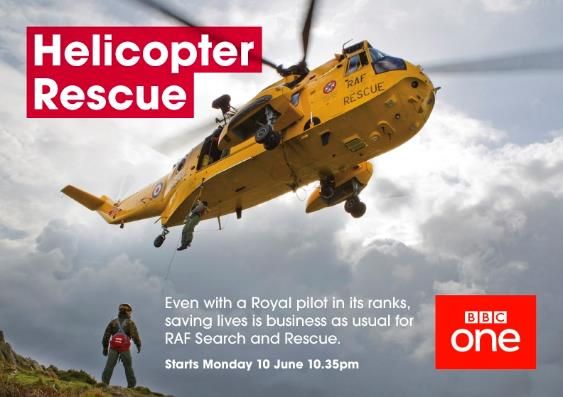 Helicopter
Rescue
RAF
RESCUE
Even with a Royal pilot in its ranks,
saving lives is business as usual for
RAF Search and Rescue.
Starts Monday 10 June 10.35pm
BBC
one